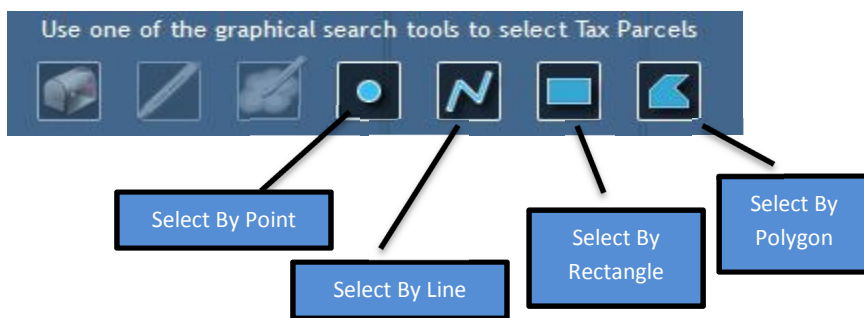 Use one of the graphical search tools to select Tax Parcels
Select By Point
Select By Line
Select By
Rectangle
Select By
Polygon